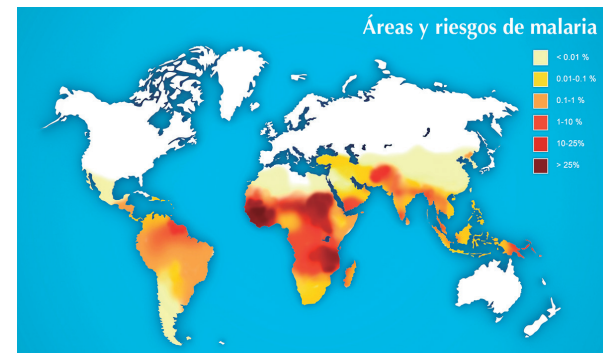 Áreas y riesgos de malaria
< 0.01 %
0.01-0.1 %
0.1-1 %
1-10 %
10-25%
> 25%